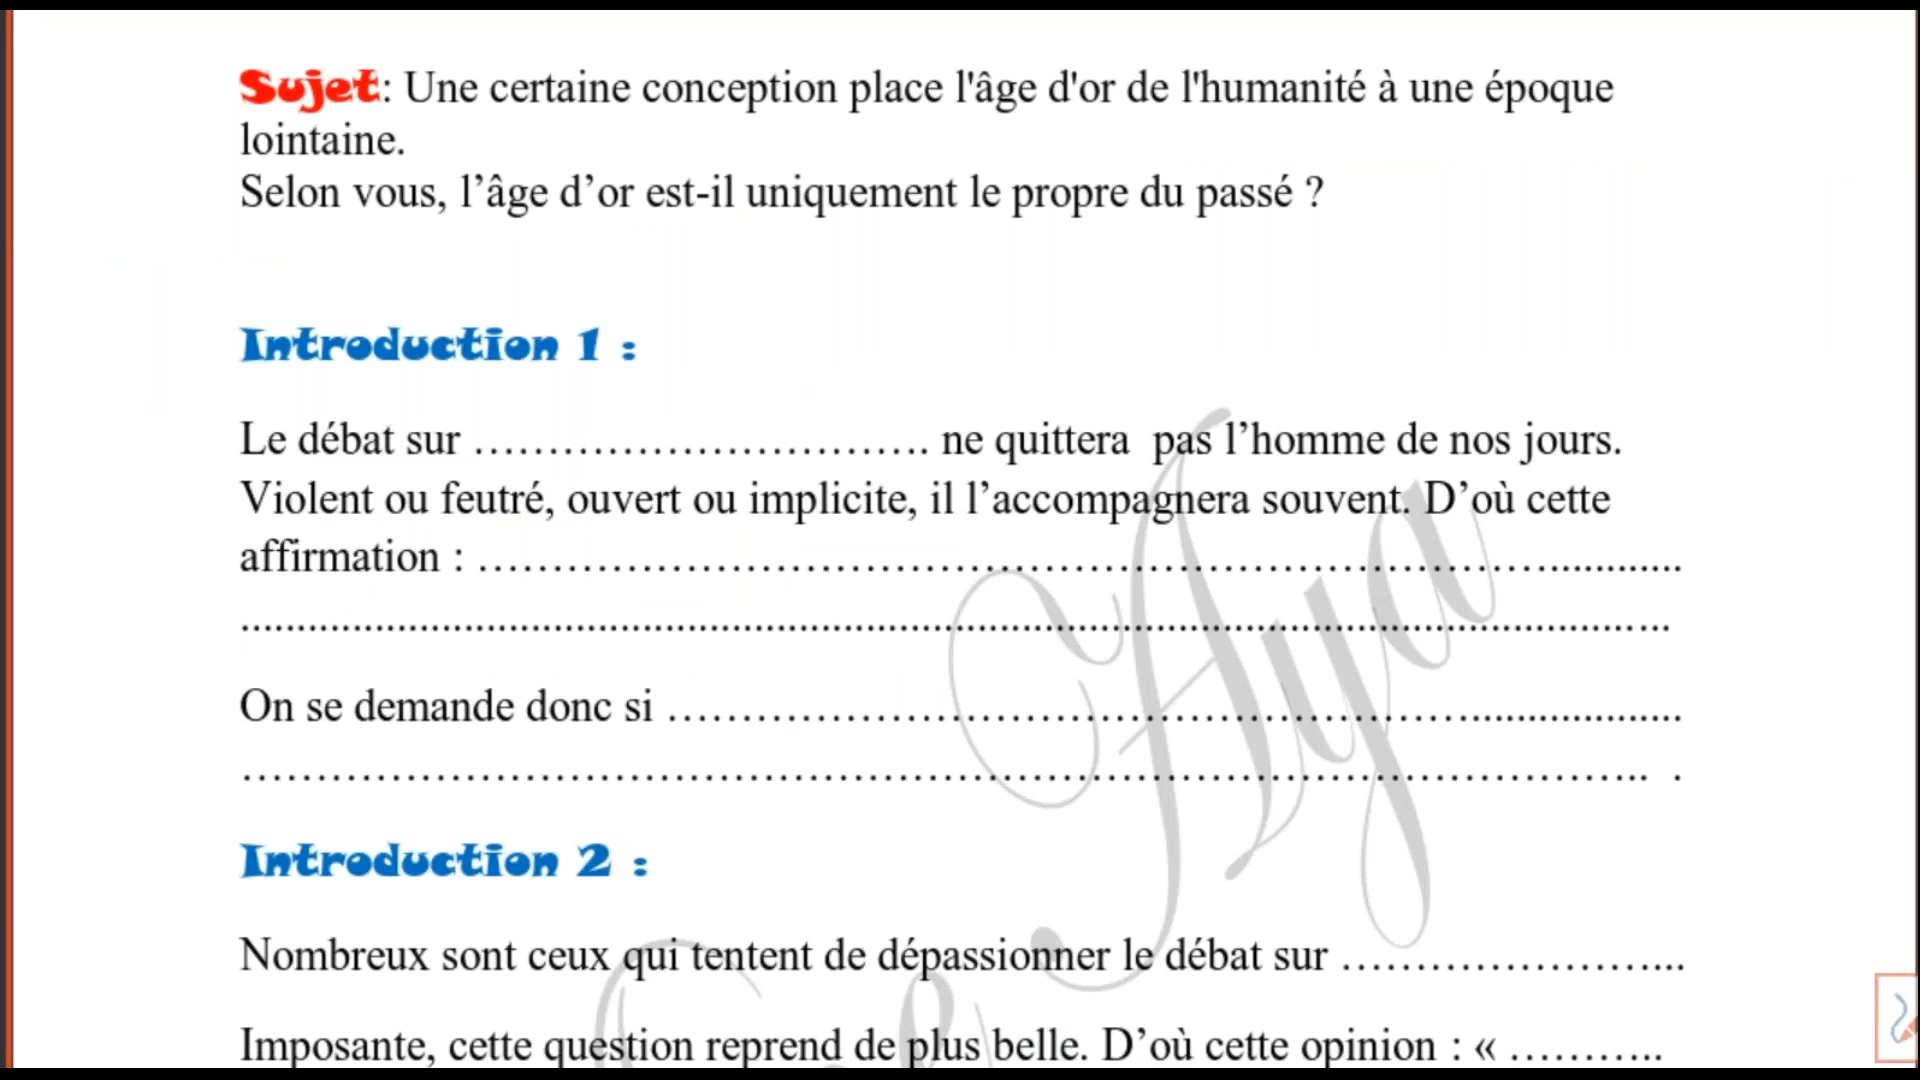 Sujet: Une certaine conception place l'âge d'or de l'humanité à une époque
lointaine.
Selon vous, l’âge d’or est-il uniquement le propre du passé ?
Introduction 1 :
Le débat sur …………………………. ne quittera pas l’homme de nos jours.
Violent ou feutré, ouvert ou implicite, il l’accompagnera souvent. D’où cette
affirmation : ………………………………………………………………............
................................................................................................................................
On se demande donc si ………………………………………………...................
…………………………………………………………………………………….. .
Introduction 2 :
Nombreux sont ceux qui tentent de dépassionner le débat sur …………………...
Imposante, cette question reprend de plus belle. D’où cette opinion : « ………..
Aya